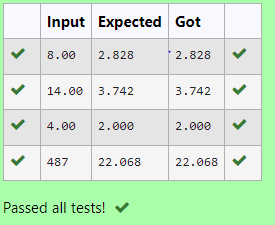 Input Expected Got
8.00 2.828 2.828
14.00 3.742 3.742
4.00 2.000 2.000
487 22.068 22.068
Passed all tests!